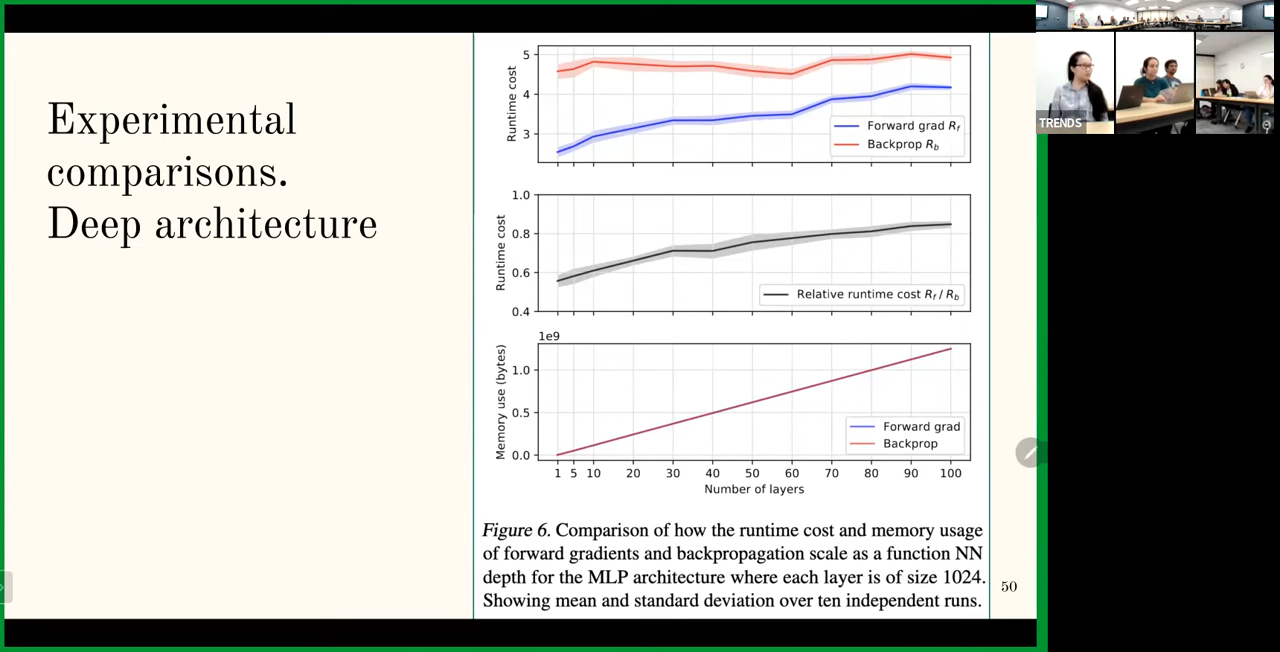 Experimental
comparisons.
Deep architecture
5
4
3
Runtime cost
Forward grad R_f
Backprop R_b
1.0
0.8
0.6
0.4
Runtime cost
Relative runtime cost R_f / R_b
1e9
1.0
0.5
0.0
Memory use (bytes)
Forward grad
Backprop
1 5 10 20 30 40 50 60 70 80 90 100
Number of layers
Figure 6. Comparison of how the runtime cost and memory usage
of forward gradients and backpropagation scale as a function NN
depth for the MLP architecture where each layer is of size 1024.
Showing mean and standard deviation over ten independent runs.
50
TRENDS